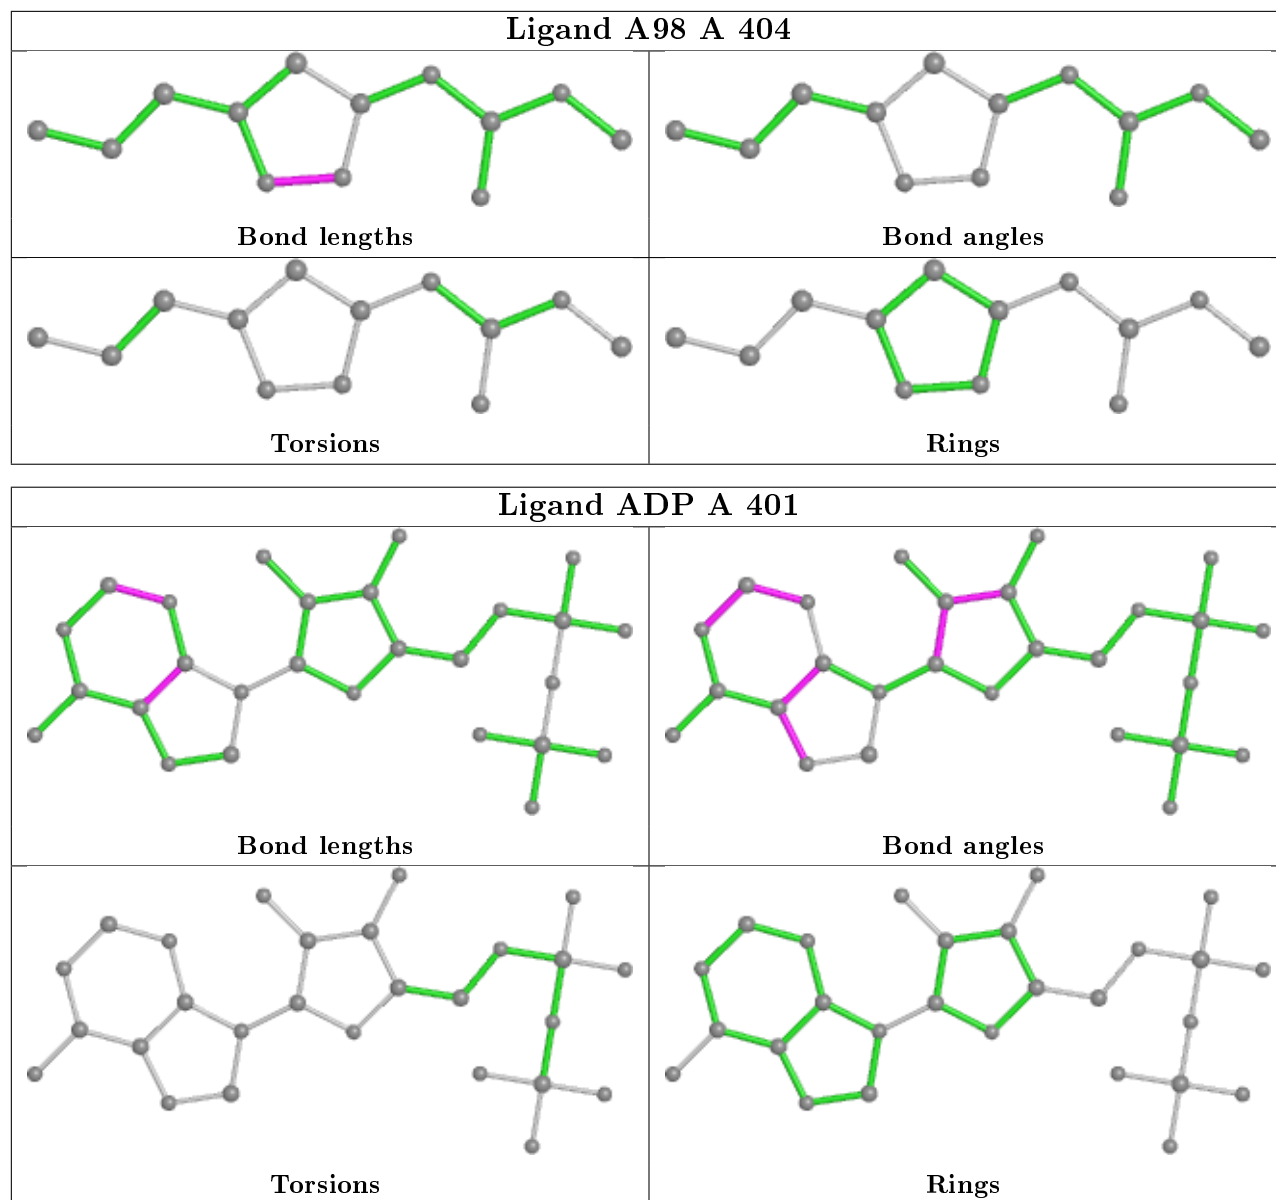 Ligand A98 A 404
Bond lengths
Bond angles
Torsions
Rings
Ligand ADP A 401
Bond lengths
Bond angles
Torsions
Rings